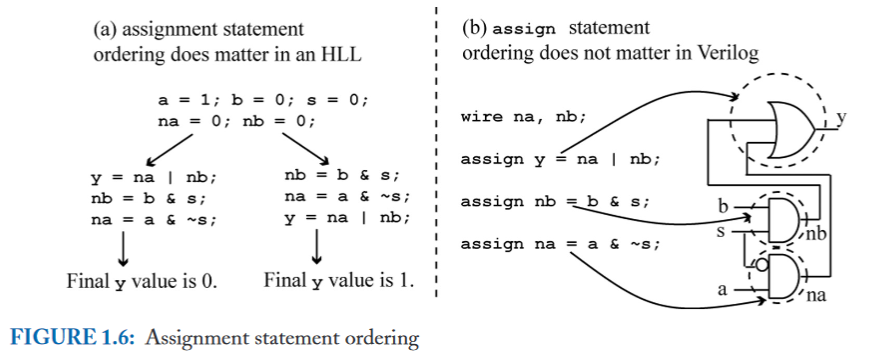 (a) assignment statement
ordering does matter in an HLL
a = 1; b = 0; s = 0;
na = 0; nb = 0;
y = na | nb;
nb = b & s;
na = a & ~s;
Final y value is 0.
nb = b & s;
na = a & ~s;
y = na | nb;
Final y value is 1.
(b) assign statement
ordering does not matter in Verilog
wire na, nb;
assign y = na | nb;
assign nb = b & s;
assign na = a & ~s;
y
b
s
nb
a
na
FIGURE 1.6: Assignment statement ordering